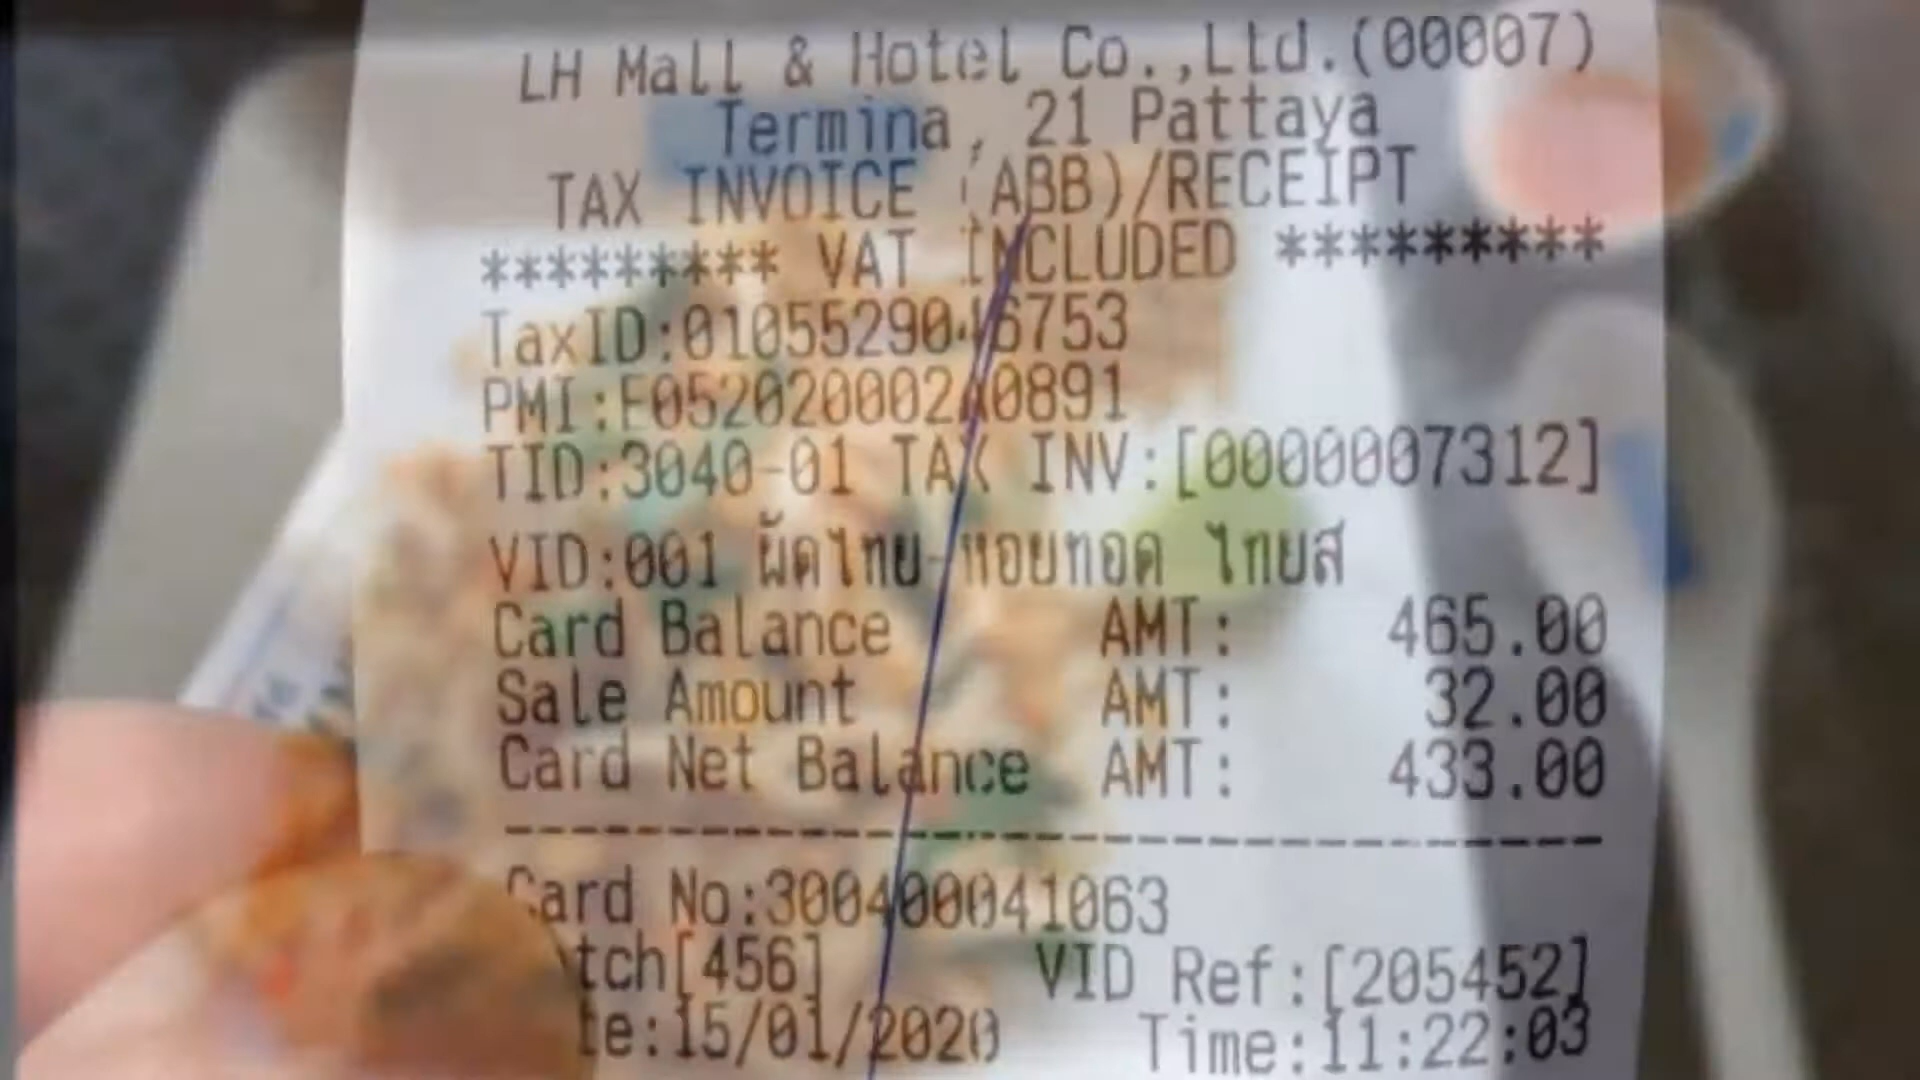 LH Mall & Hotel Co.,Ltd.(00007)
Termina, 21 Pattaya
TAX INVOICE (ABB)/RECEIPT
********* VAT INCLUDED *********
TaxID:0105529046753
PMI:E052020002A0891
TID:3040-01 TAX INV:[0000007312]
VID:001 ผัดไทย-หอยทอด ไทยส
Card Balance AMT: 465.00
Sale Amount AMT: 32.00
Card Net Balance AMT: 433.00
Card No:300400041063
tch[456] VID Ref:[205452]
te:15/01/2020 Time:11:22:03